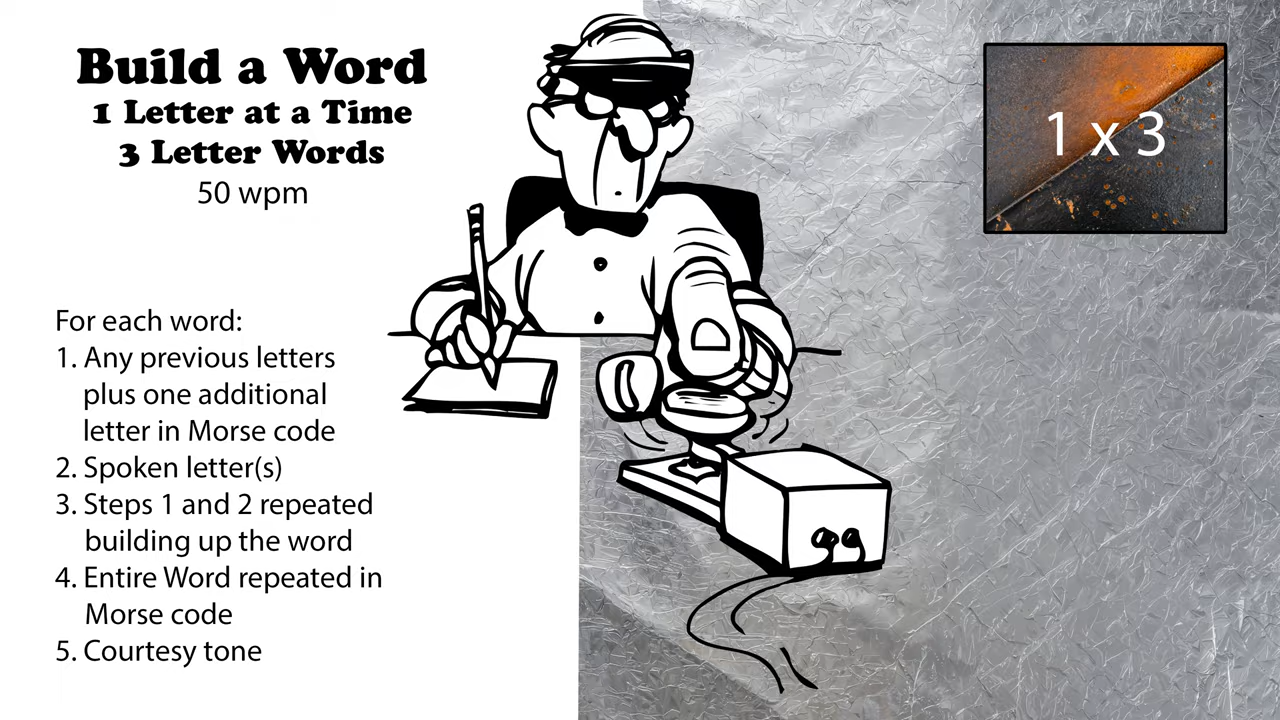 Build a Word
1 Letter at a Time
3 Letter Words
50 wpm
1 x 3
For each word:
1. Any previous letters
plus one additional
letter in Morse code
2. Spoken letter(s)
3. Steps 1 and 2 repeated
building up the word
4. Entire Word repeated in
Morse code
5. Courtesy tone